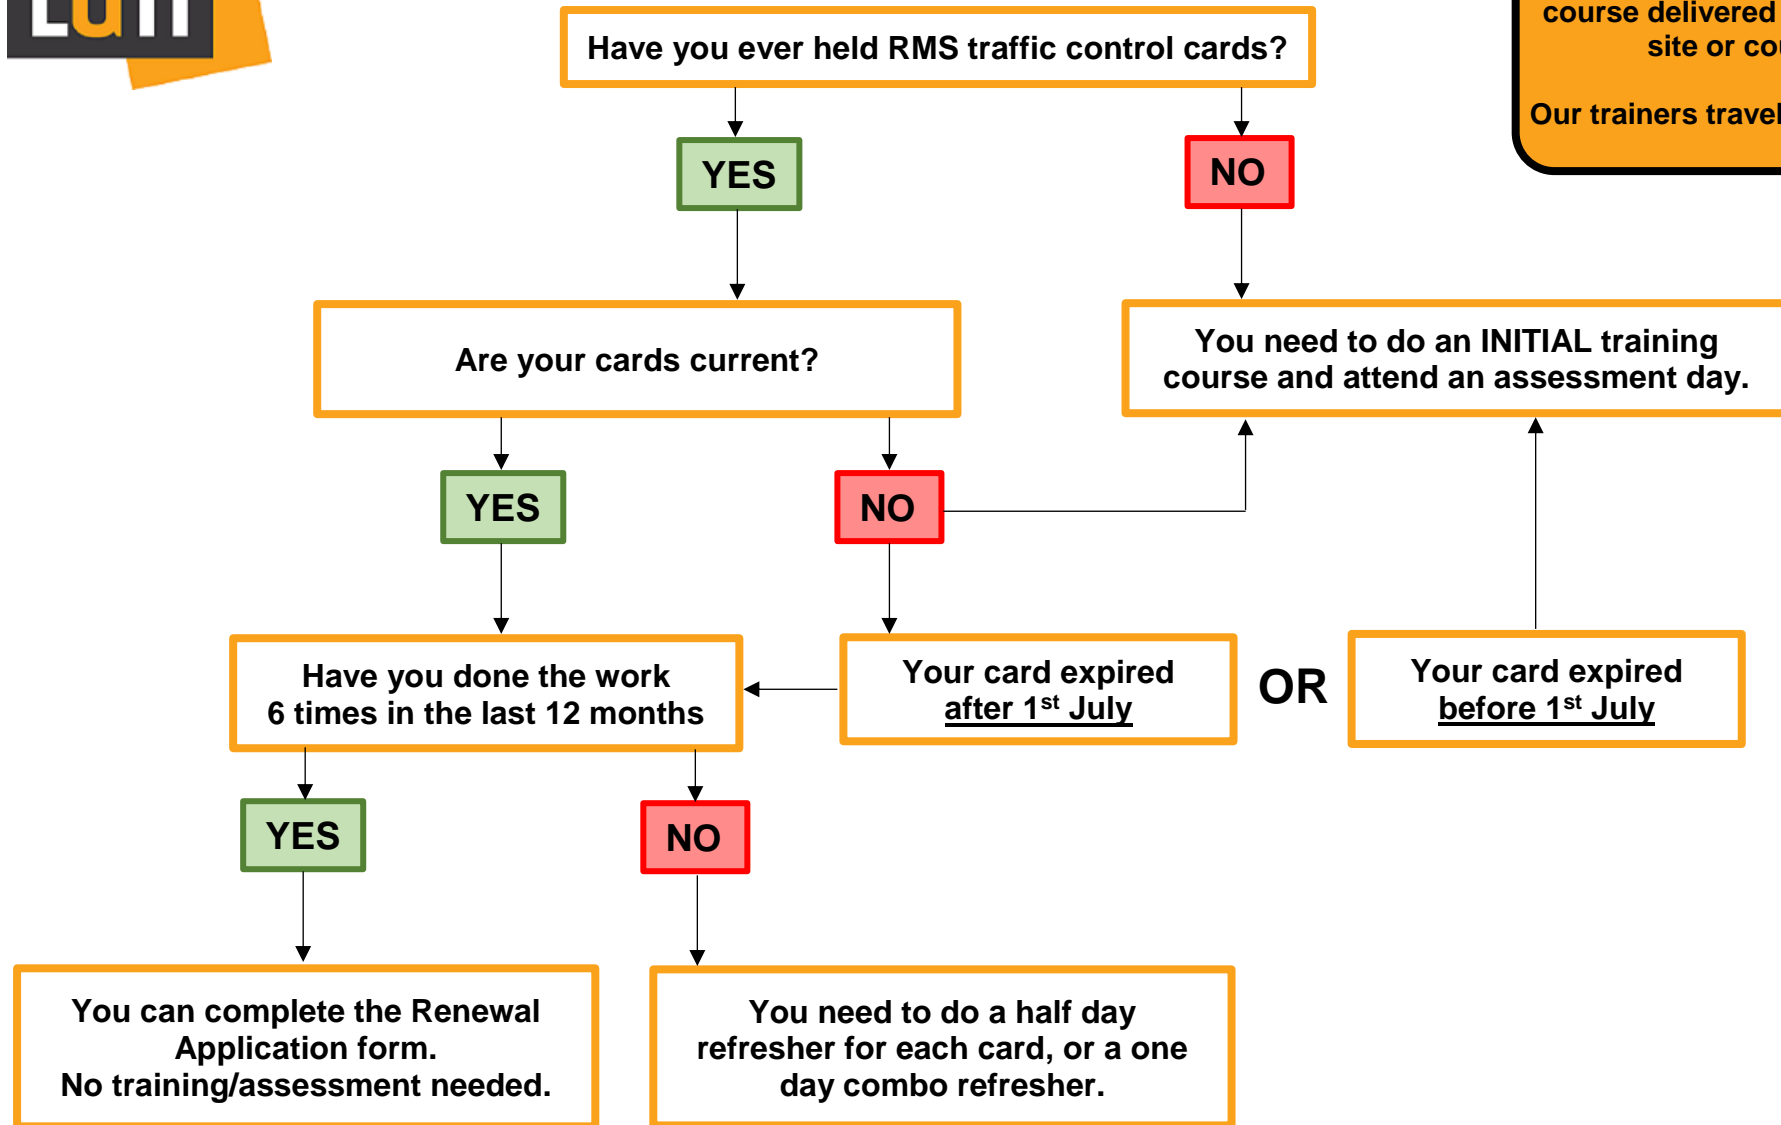 Have you ever held RMS traffic control cards?
course delivered
site or
Our trainers travel
YES
NO
Are your cards current?
You need to do an INITIAL training
course and attend an assessment day.
YES
NO
Have you done the work
6 times in the last 12 months
Your card expired
after 1st July
OR
Your card expired
before 1st July
YES
NO
You can complete the Renewal
Application form.
No training/assessment needed.
You need to do a half day
refresher for each card, or a one
day combo refresher.